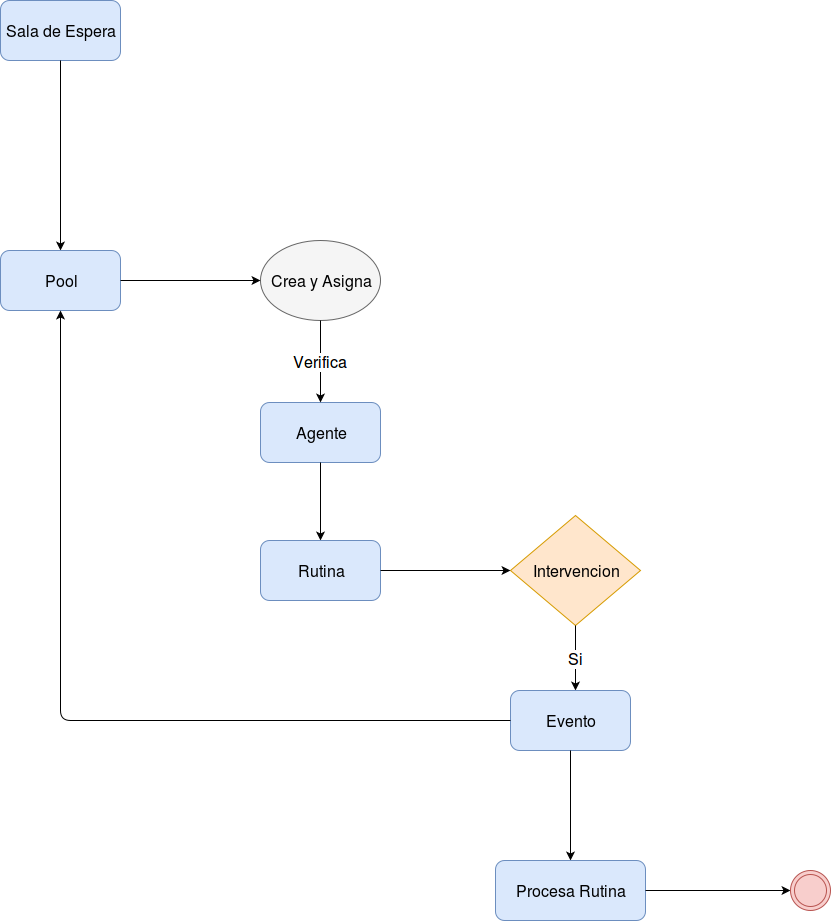 Sala de Espera
Pool
Crea y Asigna
Verifica
Agente
Rutina
Intervencion
Si
Evento
Procesa Rutina